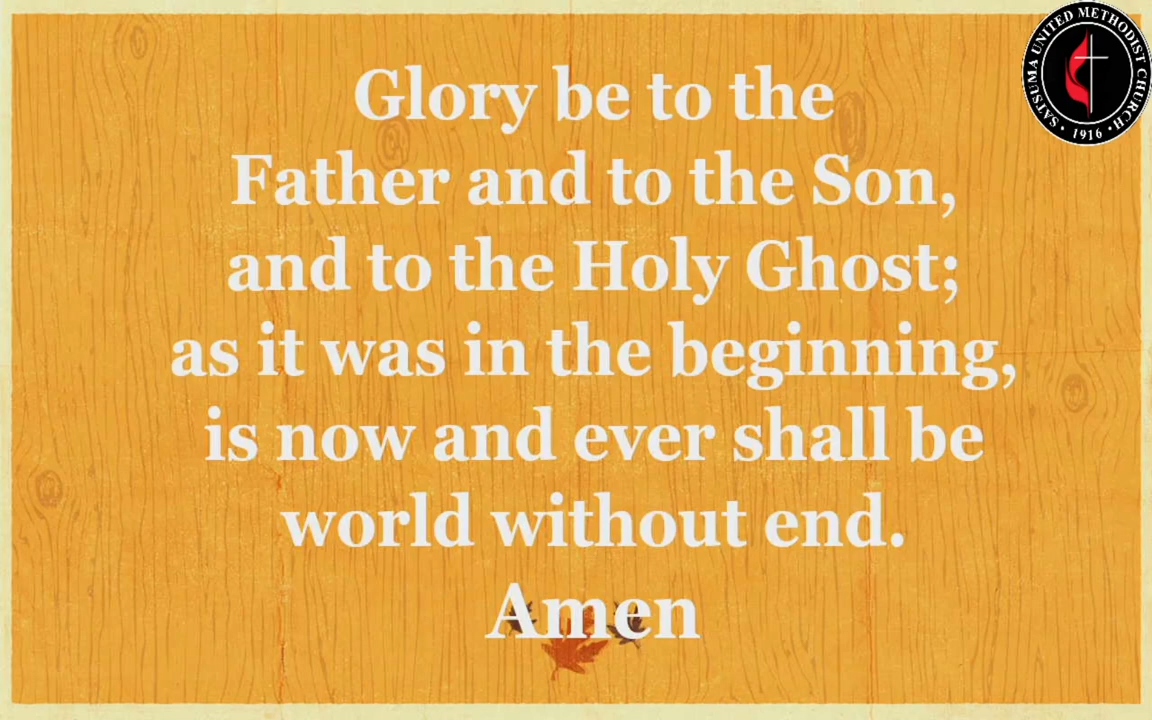 Glory be to the
Father and to the Son,
and to the Holy Ghost;
as it was in the beginning,
is now and ever shall be
world without end.
Amen
SATSUMA UNITED METHODIST CHURCH
· 1916 ·